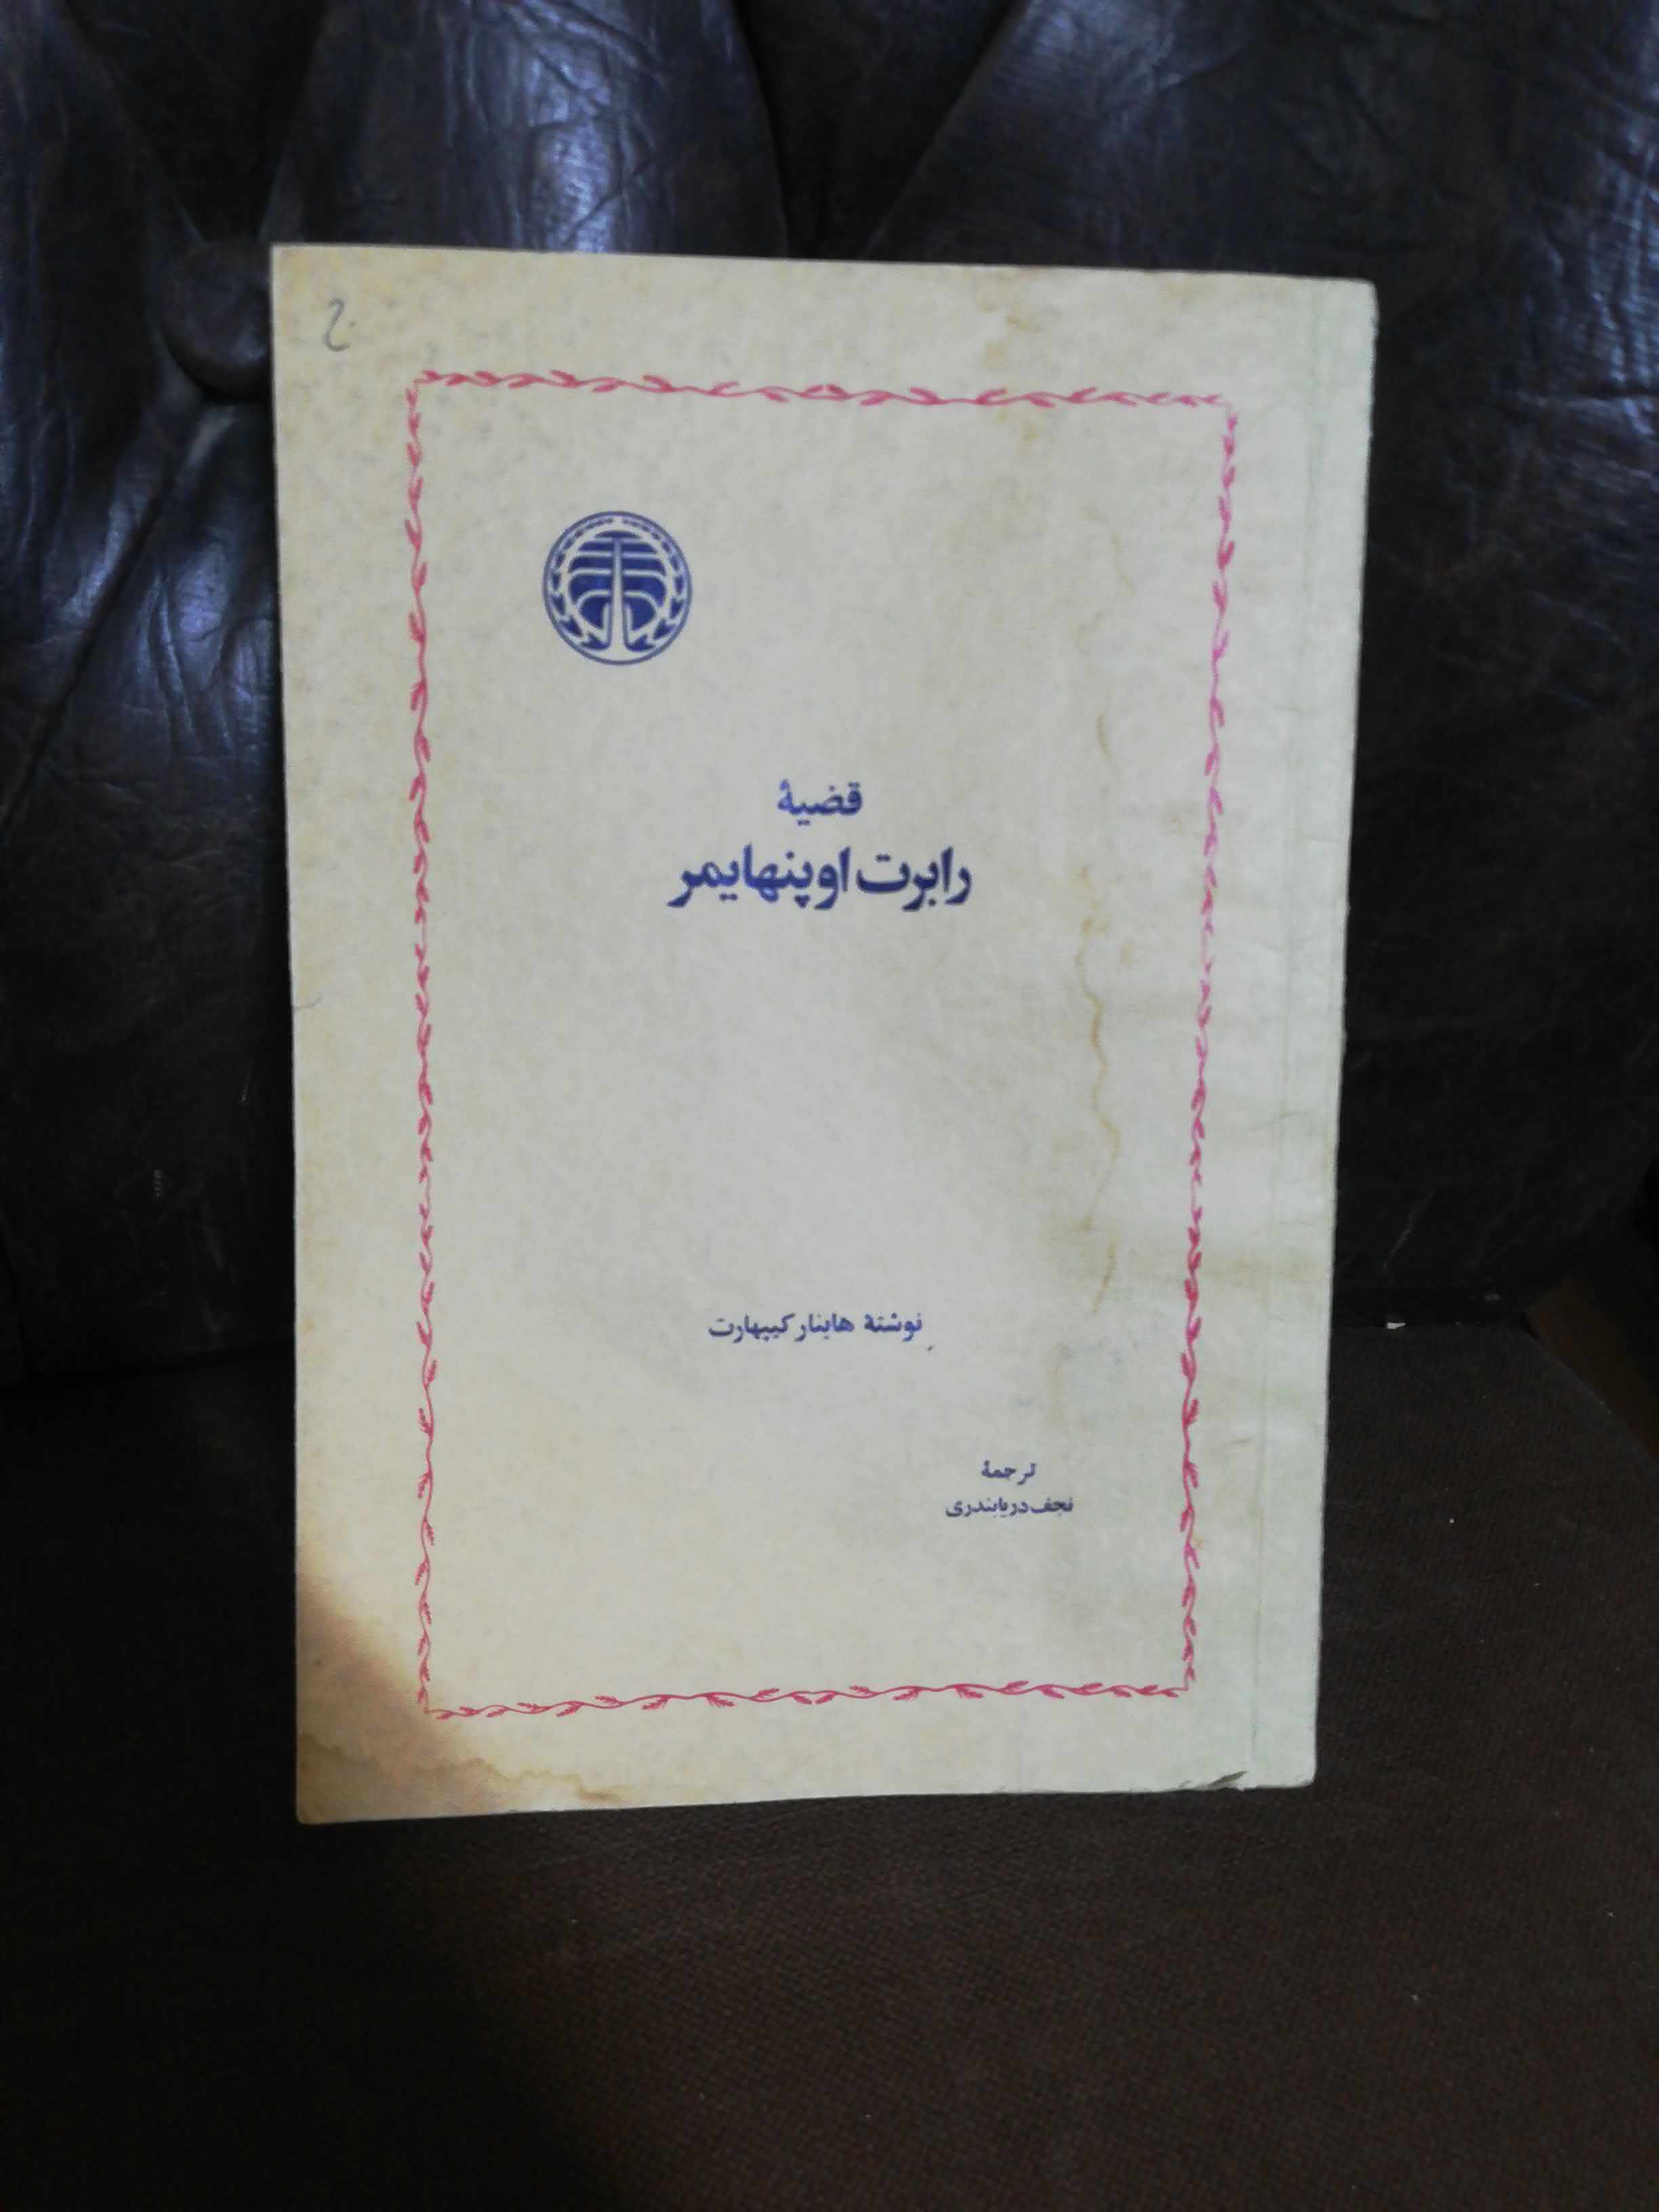 قضیهٔ
رابرت اوپنهایمر
نوشتهٔ هاینار کیپهارت
ترجمهٔ
نجف دریابندری